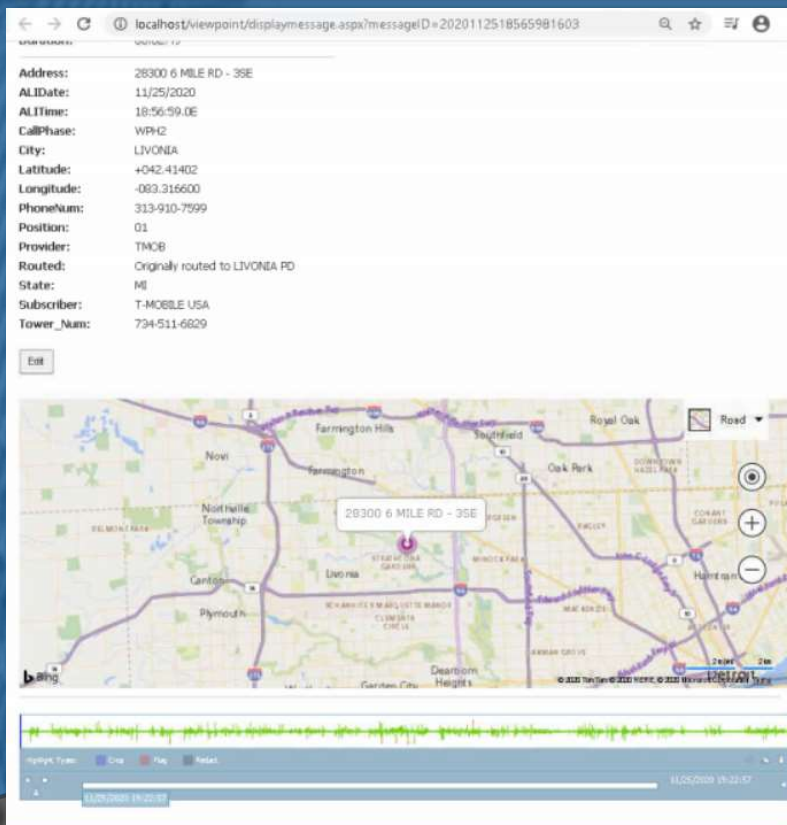 localhost/viewpoint/displaymessage.aspx?messageID=2020112518565981603
Address: 28300 6 MILE RD - 3SE
ALIDate: 11/25/2020
ALITime: 18:56:59.0E
CallPhase: WPH2
City: LIVONIA
Latitude: +042.41402
Longitude: -083.316600
PhoneNum: 313-910-7599
Position: 01
Provider: TMOB
Routed: Originally routed to LIVONIA PD
State: MI
Subscriber: T-MOBILE USA
Tower_Num: 734-511-6829
Edit
Farmington Hills
Southfield
Royal Oak
Road
Novi
Farmington
Oak Park
Northville
Township
28300 6 MILE RD - 3SE
Livonia
Canton
Plymouth
Dearborn
Heights
Garden City
Detroit
bing
Crop
Flag
Redact
11/25/2020 19:22:57
11/25/2020 19:22:57